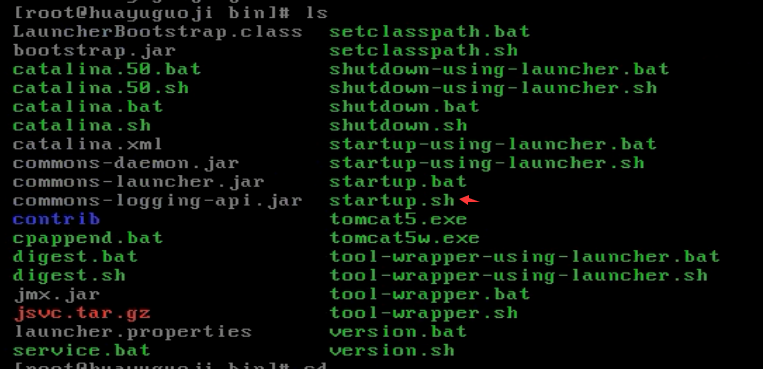 [root@huayuguoji bin]# ls
LauncherBootstrap.class setclasspath.bat
bootstrap.jar setclasspath.sh
catalina.50.bat shutdown-using-launcher.bat
catalina.50.sh shutdown-using-launcher.sh
catalina.bat shutdown.bat
catalina.sh shutdown.sh
catalina.xml startup-using-launcher.bat
commons-daemon.jar startup-using-launcher.sh
commons-launcher.jar startup.bat
commons-logging-api.jar startup.sh
contrib tomcat5.exe
cpappend.bat tomcat5w.exe
digest.bat tool-wrapper-using-launcher.bat
digest.sh tool-wrapper-using-launcher.sh
jmx.jar tool-wrapper.bat
jsvc.tar.gz tool-wrapper.sh
launcher.properties version.bat
service.bat version.sh
[root@huayuguoji bin]# cd